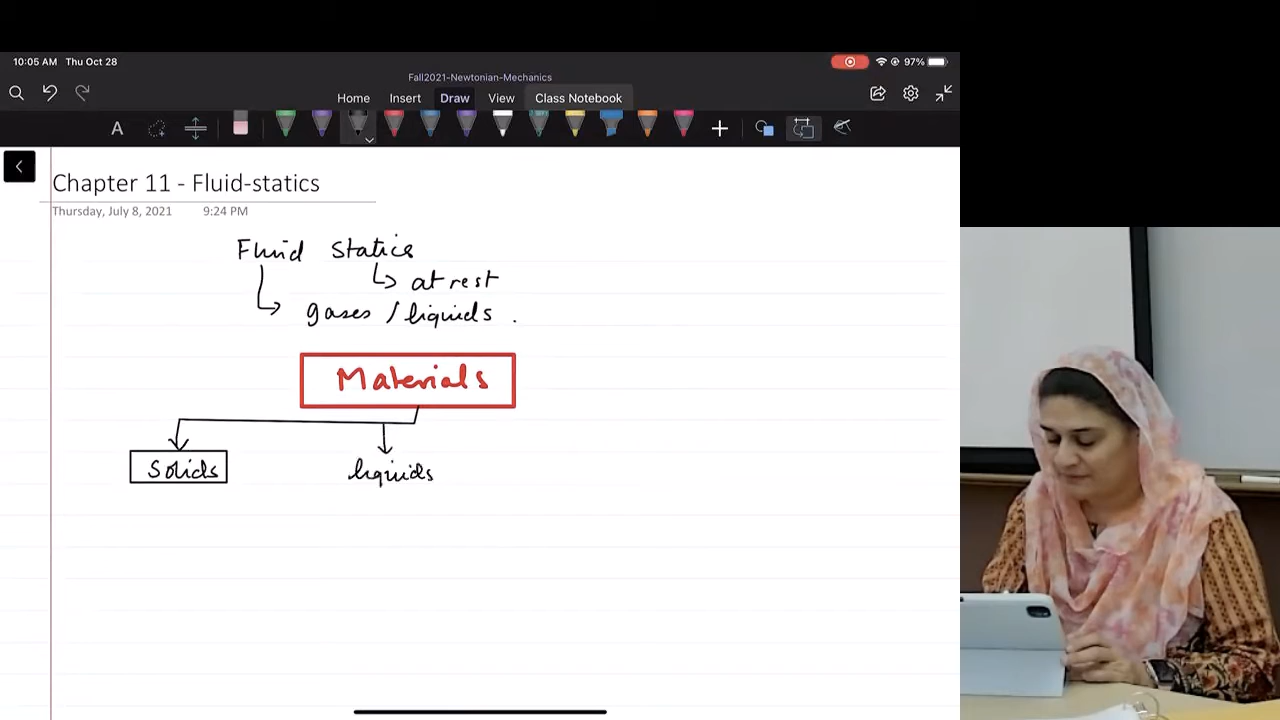 10:05 AM Thu Oct 28
97%
Fall2021-Newtonian-Mechanics
Home Insert Draw View Class Notebook
A
Chapter 11 - Fluid-statics
Thursday, July 8, 2021 9:24 PM
Fluid Statics
at rest
gases / liquids .
Materials
Solids liquids